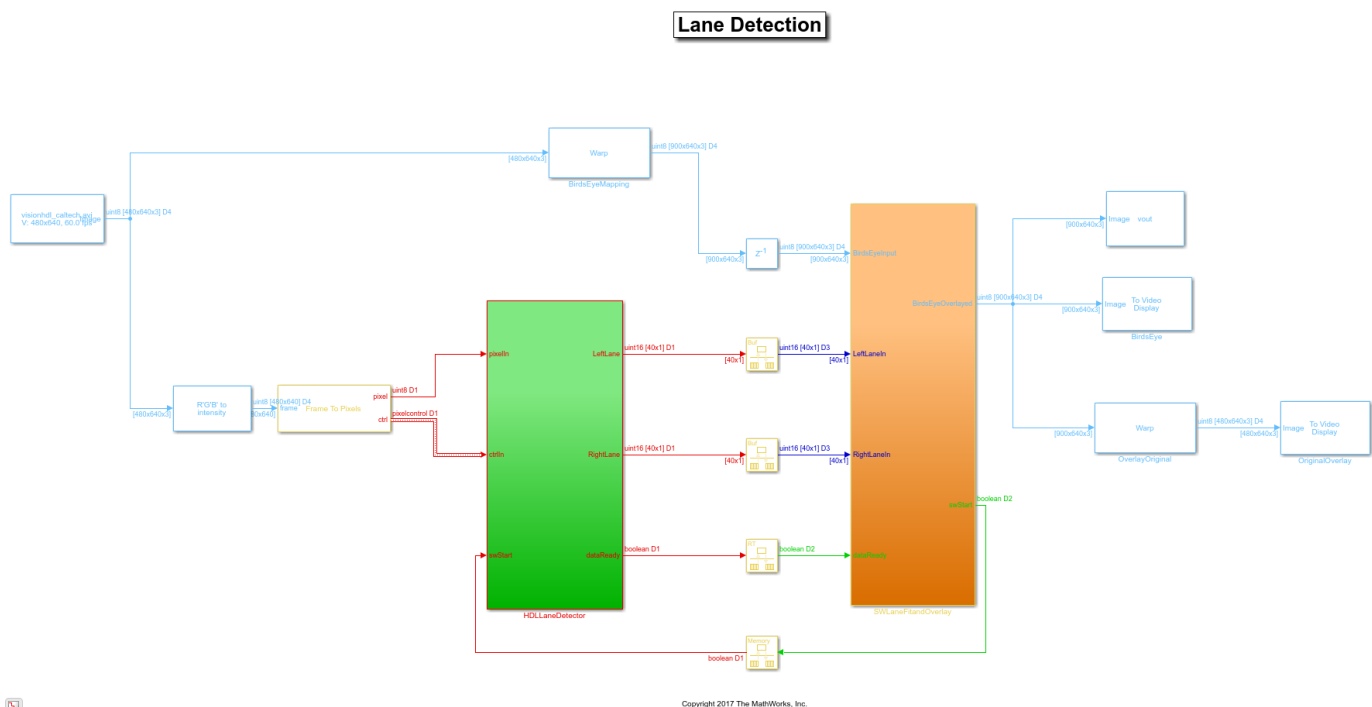 Lane Detection
Warp
uint8 [900x640x3] D4
[480x640x3]
BirdsEyeMapping
visionhdl_caltech.avi
V: 480x640, 60.0 fps
Image
uint8 [480x640x3] D4
Z-1
[900x640x3]
uint8 [900x640x3] D4
[900x640x3]
BirdsEyeInput
Image
vout
[900x640x3]
BirdsEyeOverlayed
uint8 [900x640x3] D4
[900x640x3]
Image
To Video
Display
BirdsEye
pixelIn
LeftLane
uint16 [40x1] D1
[40x1]
Buf
uint16 [40x1] D3
[40x1]
LeftLaneIn
R'G'B' to
intensity
[480x640x3]
uint8 [480x640] D4
frame
Frame To Pixels
pixel
uint8 D1
ctrl
pixelcontrol D1
ctrlIn
RightLane
uint16 [40x1] D1
[40x1]
Buf
uint16 [40x1] D3
[40x1]
RightLaneIn
[900x640x3]
Warp
OverlayOriginal
uint8 [480x640x3] D4
[480x640x3]
Image
To Video
Display
OriginalOverlay
swStart
boolean D2
swStart
dataReady
boolean D1
RT
boolean D2
dataReady
HDLLaneDetector
SWLaneFitandOverlay
Memory
boolean D1
Copyright 2017 The MathWorks, Inc.